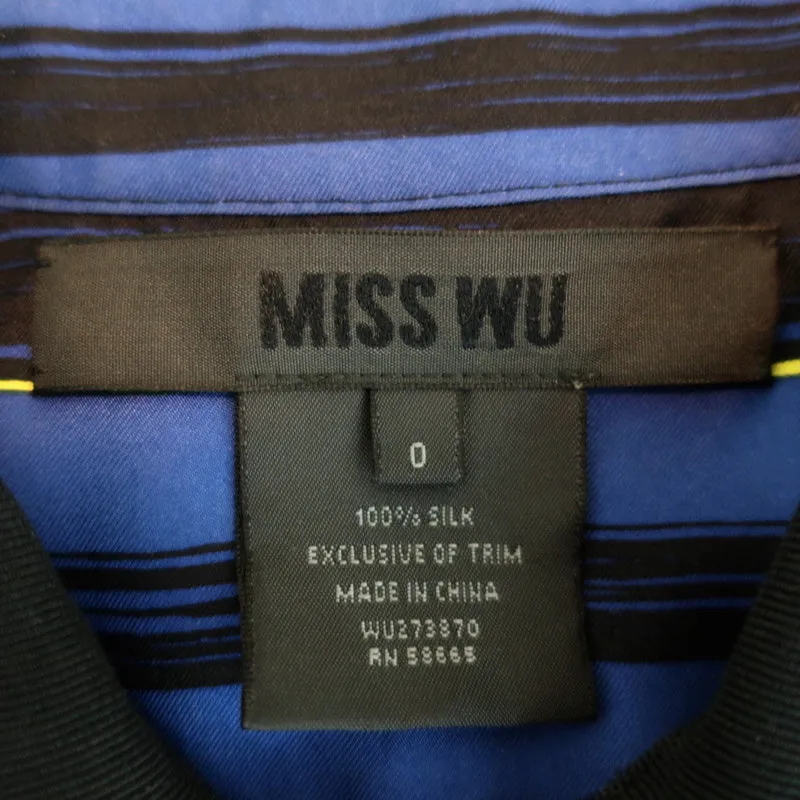 MISS WU
0
100% SILK
EXCLUSIVE OF TRIM
MADE IN CHINA
WU273870
RN 58665